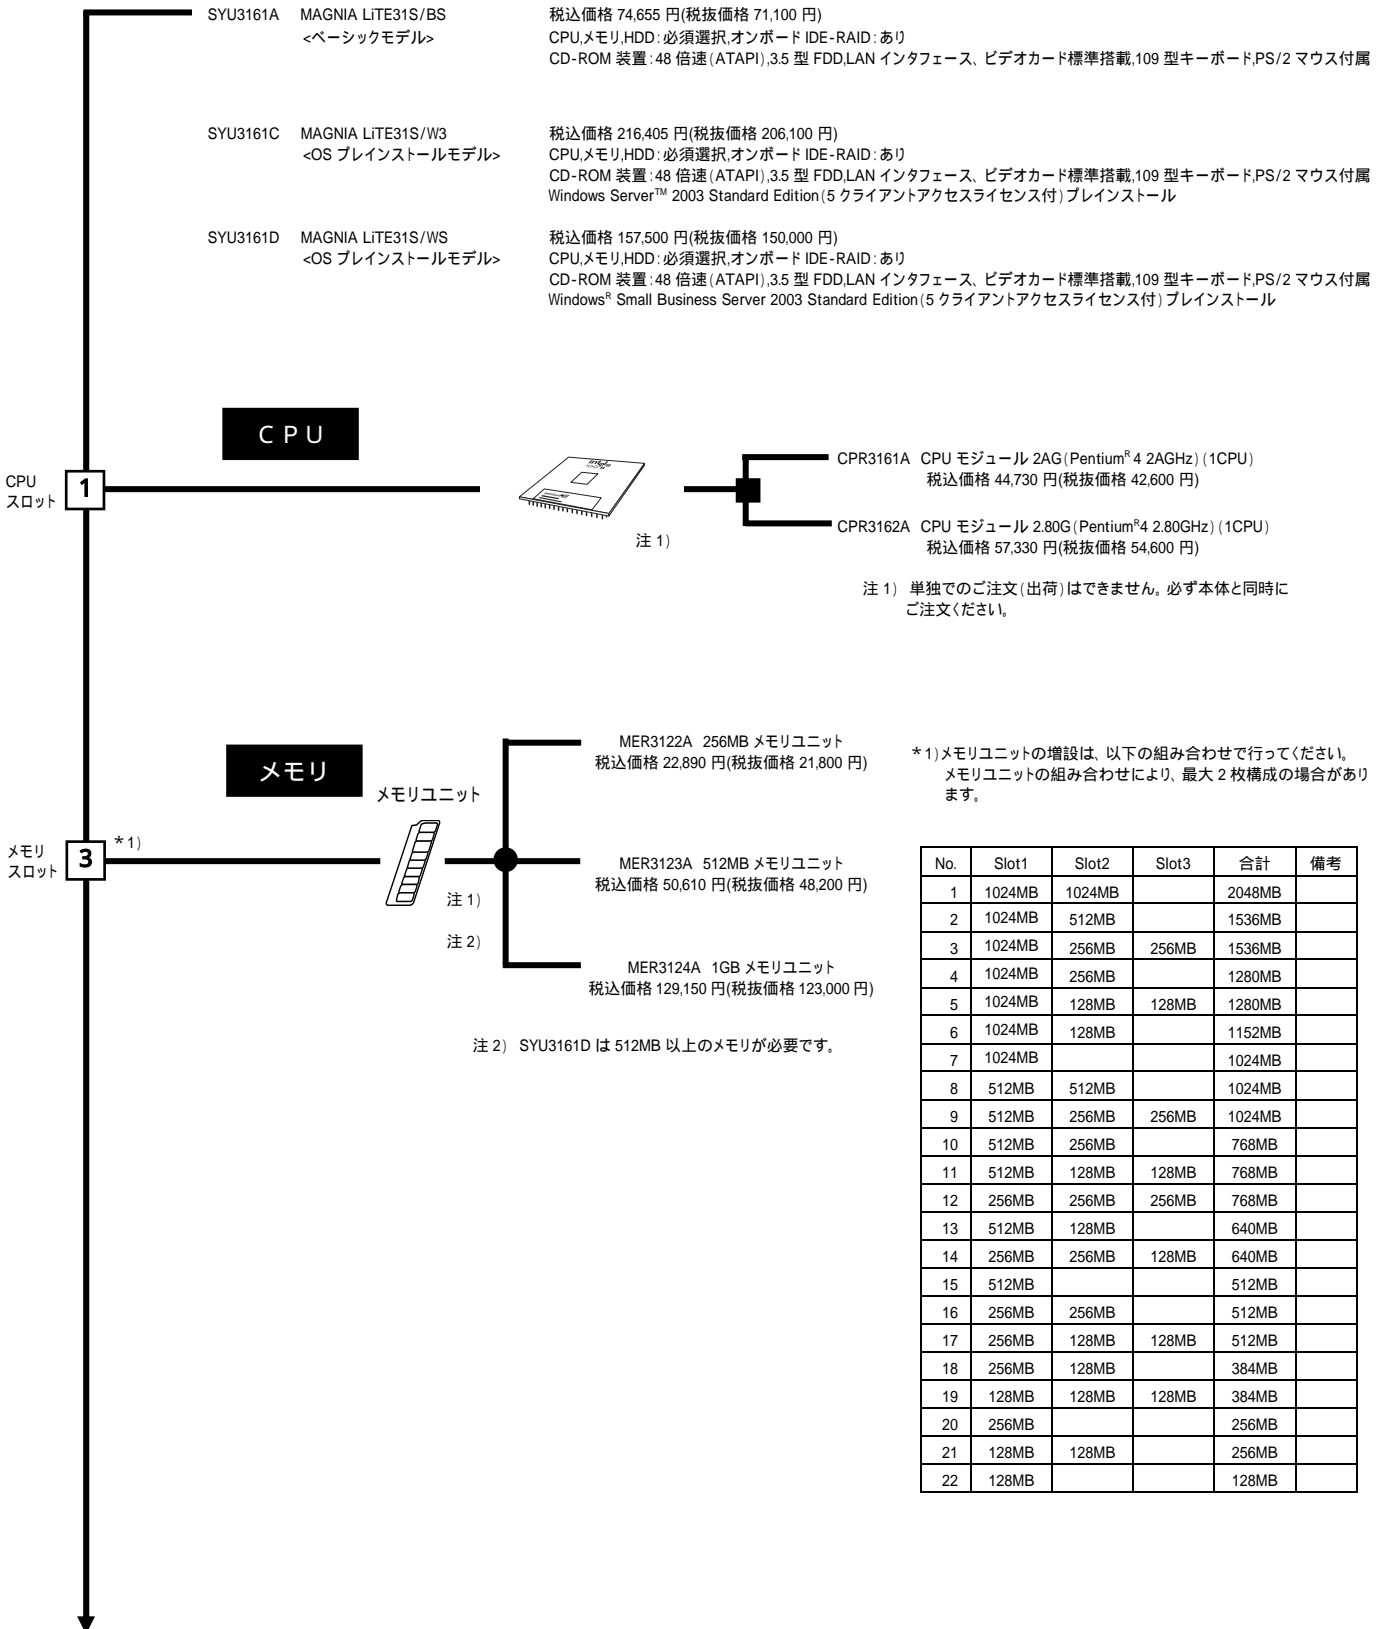 SYU3161A MAGNIA LiTE31S/BS 税込価格 74,655 円(税抜価格 71,100 円)
<ベーシックモデル> CPU,メモリ,HDD:必須選択,オンボード IDE-RAID:あり
CD-ROM 装置:48 倍速(ATAPI),3.5 型 FDD,LAN インタフェース、ビデオカード標準搭載,109 型キーボード,PS/2 マウス付属
SYU3161C MAGNIA LiTE31S/W3 税込価格 216,405 円(税抜価格 206,100 円)
<OS プレインストールモデル> CPU,メモリ,HDD:必須選択,オンボード IDE-RAID:あり
CD-ROM 装置:48 倍速(ATAPI),3.5 型 FDD,LAN インタフェース、ビデオカード標準搭載,109 型キーボード,PS/2 マウス付属
Windows Server™ 2003 Standard Edition(5 クライアントアクセスライセンス付)プレインストール
SYU3161D MAGNIA LiTE31S/WS 税込価格 157,500 円(税抜価格 150,000 円)
<OS プレインストールモデル> CPU,メモリ,HDD:必須選択,オンボード IDE-RAID:あり
CD-ROM 装置:48 倍速(ATAPI),3.5 型 FDD,LAN インタフェース、ビデオカード標準搭載,109 型キーボード,PS/2 マウス付属
Windowsᴿ Small Business Server 2003 Standard Edition(5 クライアントアクセスライセンス付)プレインストール
CPU
CPU
スロット
1
注 1)
CPR3161A CPU モジュール 2AG(Pentiumᴿ 4 2AGHz)(1CPU)
税込価格 44,730 円(税抜価格 42,600 円)
CPR3162A CPU モジュール 2.80G(Pentiumᴿ4 2.80GHz)(1CPU)
税込価格 57,330 円(税抜価格 54,600 円)
注 1) 単独でのご注文(出荷)はできません。必ず本体と同時に
ご注文ください。
メモリ
メモリユニット
メモリ
スロット
3
*1)
注 1)
注 2)
MER3122A 256MB メモリユニット
税込価格 22,890 円(税抜価格 21,800 円)
MER3123A 512MB メモリユニット
税込価格 50,610 円(税抜価格 48,200 円)
MER3124A 1GB メモリユニット
税込価格 129,150 円(税抜価格 123,000 円)
注 2) SYU3161D は 512MB 以上のメモリが必要です。
*1)メモリユニットの増設は、以下の組み合わせで行ってください。
メモリユニットの組み合わせにより、最大 2 枚構成の場合があり
ます。
No. Slot1 Slot2 Slot3 合計 備考
1 1024MB 1024MB 2048MB
2 1024MB 512MB 1536MB
3 1024MB 256MB 256MB 1536MB
4 1024MB 256MB 1280MB
5 1024MB 128MB 128MB 1280MB
6 1024MB 128MB 1152MB
7 1024MB 1024MB
8 512MB 512MB 1024MB
9 512MB 256MB 256MB 1024MB
10 512MB 256MB 768MB
11 512MB 128MB 128MB 768MB
12 256MB 256MB 256MB 768MB
13 512MB 128MB 640MB
14 256MB 256MB 128MB 640MB
15 512MB 512MB
16 256MB 256MB 512MB
17 256MB 128MB 128MB 512MB
18 256MB 128MB 384MB
19 128MB 128MB 128MB 384MB
20 256MB 256MB
21 128MB 128MB 256MB
22 128MB 128MB